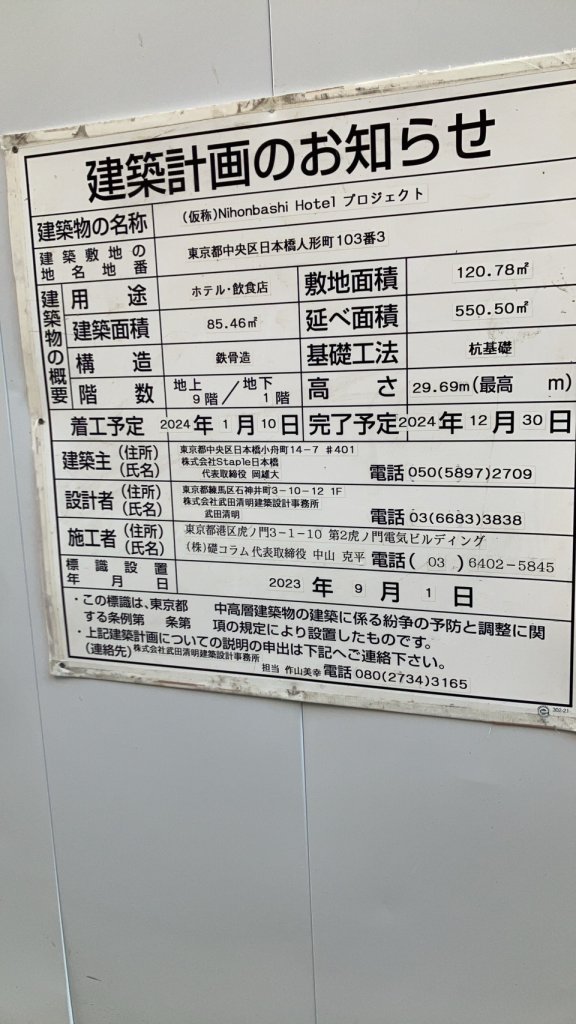 建築計画のお知らせ
建築物の名称 (仮称)Nihonbashi Hotel プロジェクト
建築敷地の地名地番 東京都中央区日本橋人形町103番3
建築物の概要
用途 ホテル・飲食店 敷地面積 120.78㎡
建築面積 85.46㎡ 延べ面積 550.50㎡
構造 鉄骨造 基礎工法 杭基礎
階数 地上9階/地下1階 高さ 29.69m(最高 m)
着工予定 2024年1月10日 完了予定 2024年12月30日
建築主(住所)(氏名) 東京都中央区日本橋小舟町14-7 #401
株式会社Staple日本橋
代表取締役 岡雄大 電話 050(5897)2709
設計者(住所)(氏名) 東京都練馬区石神井町3-10-12 1F
株式会社武田清明建築設計事務所
武田清明 電話 03(6683)3838
施工者(住所)(氏名) 東京都港区虎ノ門3-1-10 第2虎ノ門電気ビルディング
(株)礎コラム 代表取締役 中山 克平 電話( 03 )6402-5845
標識設置年月日 2023年9月1日
・この標識は、東京都 中高層建築物の建築に係る紛争の予防と調整に関
する条例第 条第 項の規定により設置したものです。
・上記建築計画についての説明の申出は下記へご連絡下さい。
(連絡先)株式会社武田清明建築設計事務所
担当 作山美幸 電話 080(2734)3165
302-21